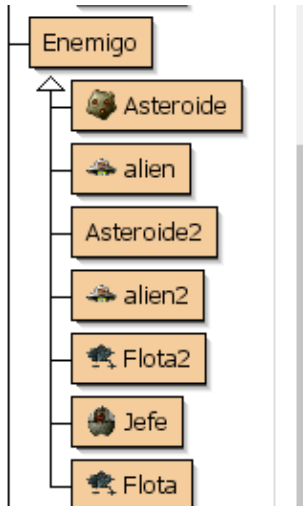 Enemigo
Asteroide
alien
Asteroide2
alien2
Flota2
Jefe
Flota